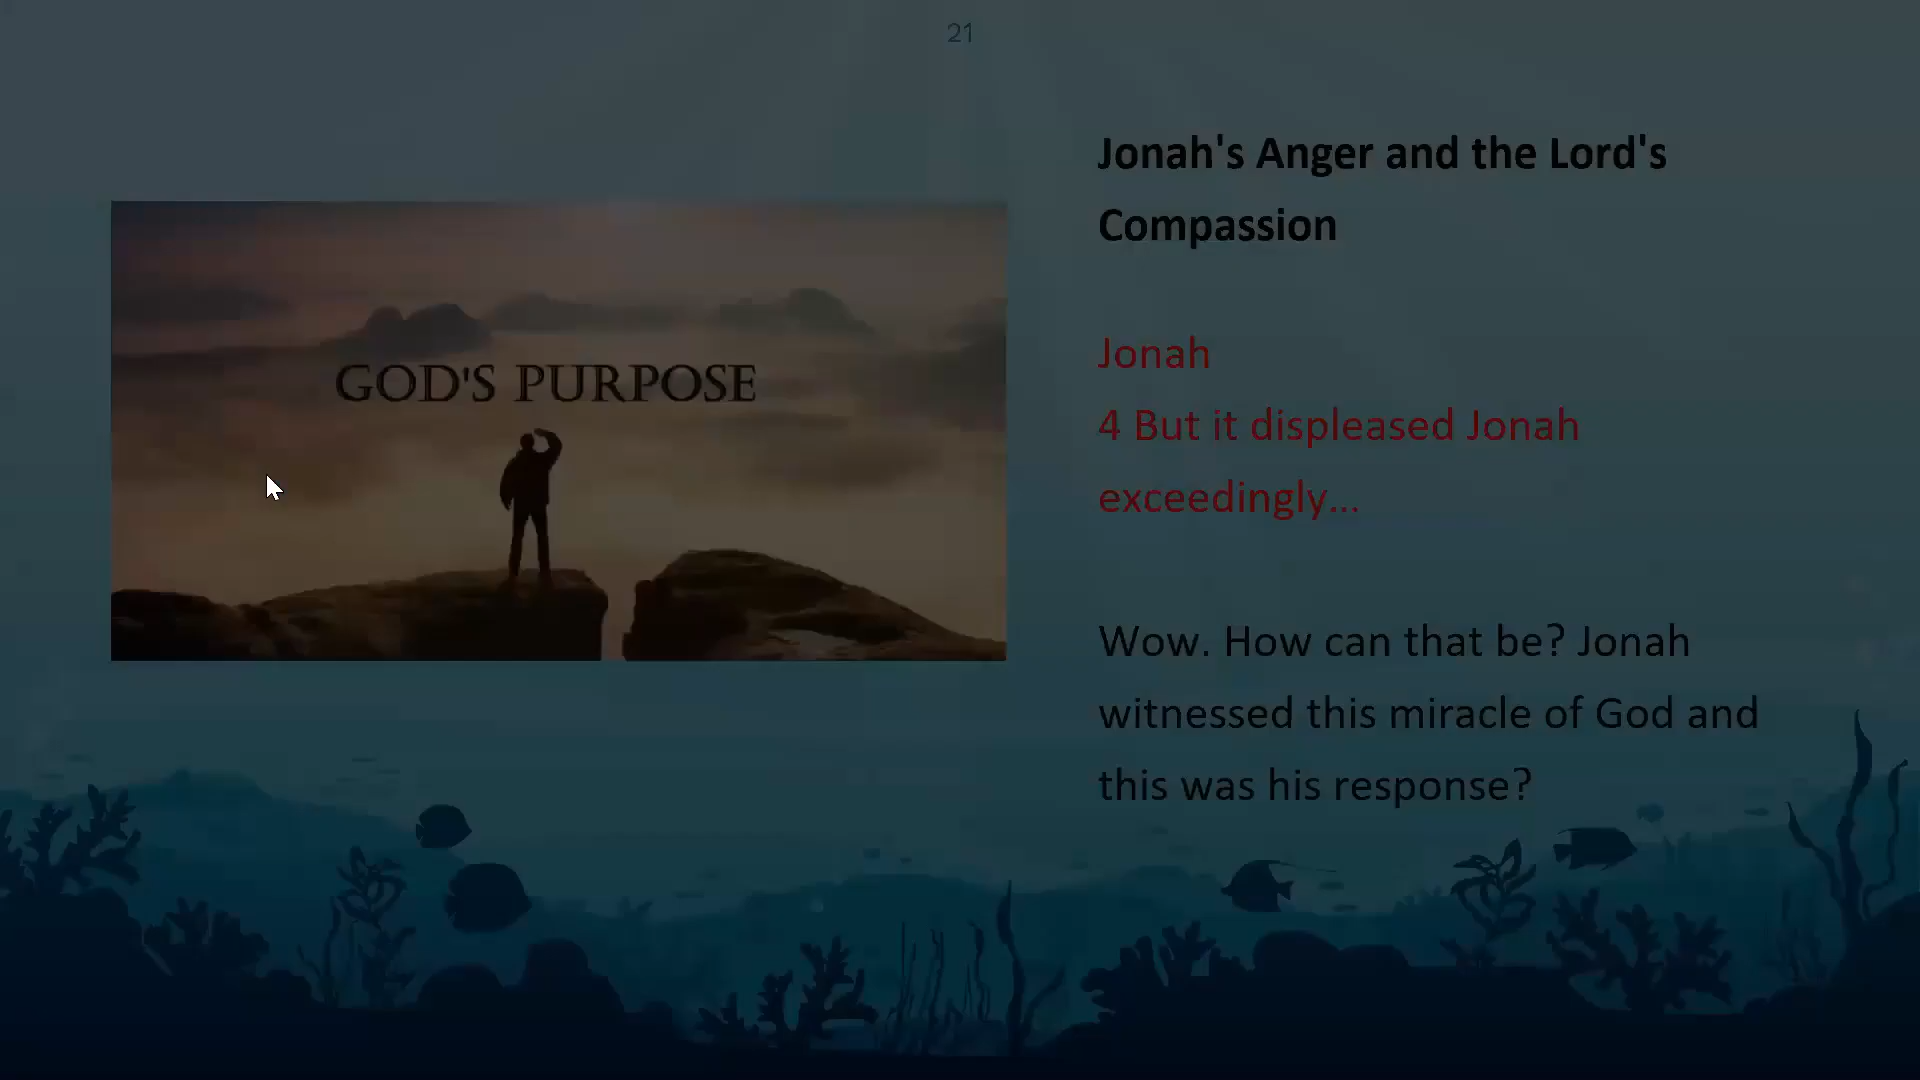 21
GOD'S PURPOSE
Jonah's Anger and the Lord's
Compassion
Jonah
4 But it displeased Jonah
exceedingly...
Wow. How can that be? Jonah
witnessed this miracle of God and
this was his response?